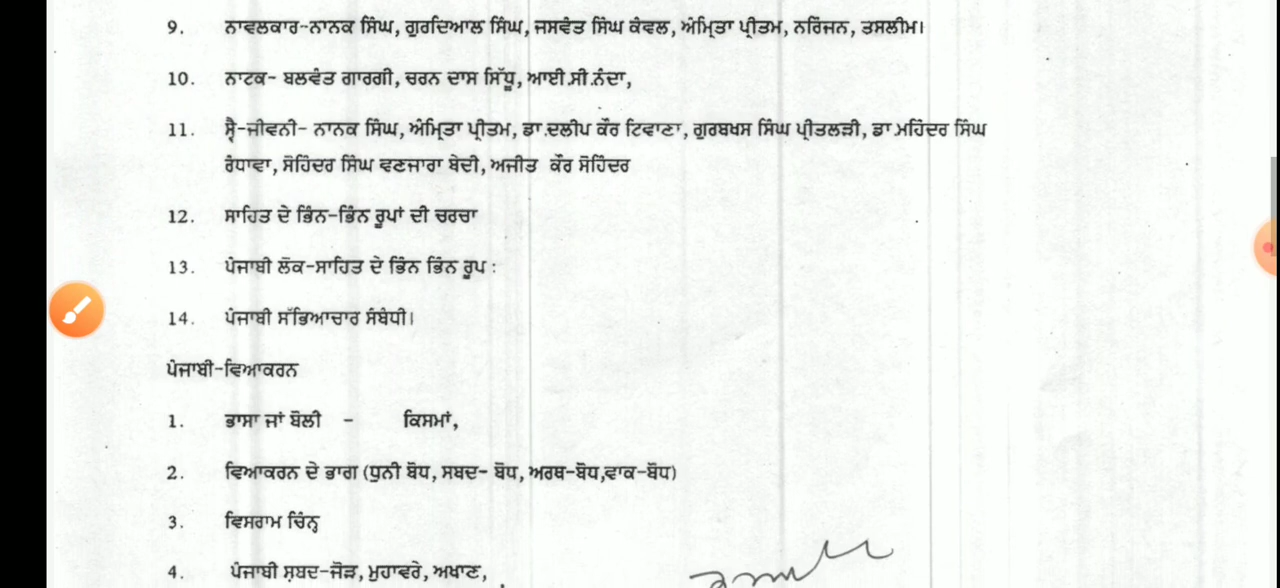 9. ਨਾਵਲਕਾਰ-ਨਾਨਕ ਸਿੰਘ, ਗੁਰਦਿਆਲ ਸਿੰਘ, ਜਸਵੰਤ ਸਿੰਘ ਕੰਵਲ, ਅੰਮ੍ਰਿਤਾ ਪ੍ਰੀਤਮ, ਨਰਿੰਜਨ, ਤਸਲੀਮ।
10. ਨਾਟਕ- ਬਲਵੰਤ ਗਾਰਗੀ, ਚਰਨ ਦਾਸ ਸਿੱਧੂ, ਆਈ.ਸੀ.ਨੰਦਾ,
11. ਸ੍ਵੈ-ਜੀਵਨੀ- ਨਾਨਕ ਸਿੰਘ, ਅੰਮ੍ਰਿਤਾ ਪ੍ਰੀਤਮ, ਡਾ.ਦਲੀਪ ਕੌਰ ਟਿਵਾਣਾ, ਗੁਰਬਖਸ ਸਿੰਘ ਪ੍ਰੀਤਲੜੀ, ਡਾ.ਮਹਿੰਦਰ ਸਿੰਘ
ਰੰਧਾਵਾ, ਸੋਹਿੰਦਰ ਸਿੰਘ ਵਣਜਾਰਾ ਬੇਦੀ, ਅਜੀਤ ਕੌਰ ਸੋਹਿੰਦਰ
12. ਸਾਹਿਤ ਦੇ ਭਿੰਨ-ਭਿੰਨ ਰੂਪਾਂ ਦੀ ਚਰਚਾ
13. ਪੰਜਾਬੀ ਲੋਕ-ਸਾਹਿਤ ਦੇ ਭਿੰਨ ਭਿੰਨ ਰੂਪ :
14. ਪੰਜਾਬੀ ਸੱਭਿਆਚਾਰ ਸੰਬੰਧੀ।
ਪੰਜਾਬੀ-ਵਿਆਕਰਨ
1. ਭਾਸਾ ਜਾਂ ਬੋਲੀ - ਕਿਸਮਾਂ,
2. ਵਿਆਕਰਨ ਦੇ ਭਾਗ (ਧੁਨੀ ਬੋਧ, ਸਬਦ- ਬੋਧ, ਅਰਥ-ਬੋਧ,ਵਾਕ-ਬੋਧ)
3. ਵਿਸਰਾਮ ਚਿੰਨ੍ਹ
4. ਪੰਜਾਬੀ ਸ਼ਬਦ-ਜੋੜ, ਮੁਹਾਵਰੇ, ਅਖਾਣ,